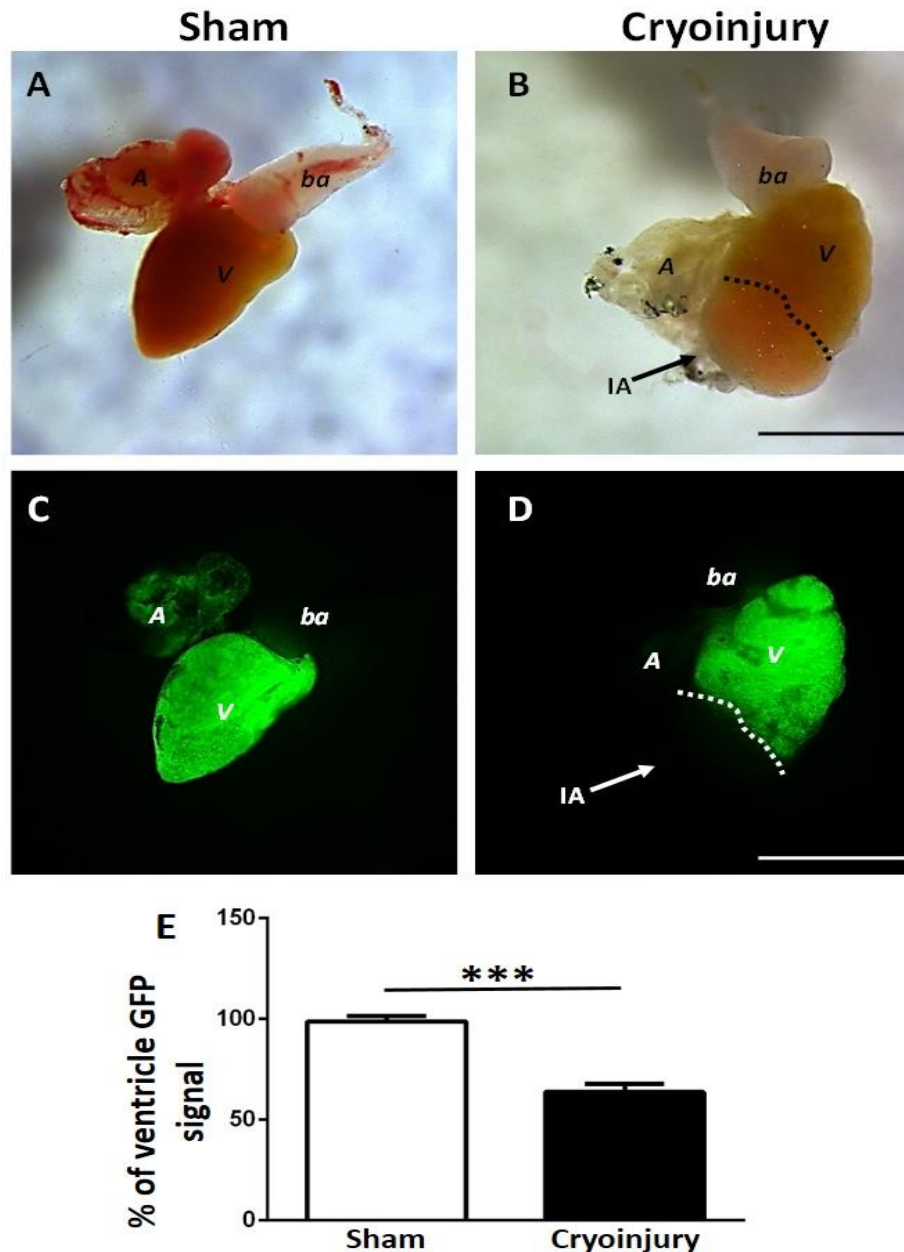 Sham
Cryoinjury
A
A
ba
V
B
ba
A
V
IA
C
A
ba
V
D
ba
A
V
IA
E
% of ventricle GFP
signal
150
100
50
0
***
Sham
Cryoinjury